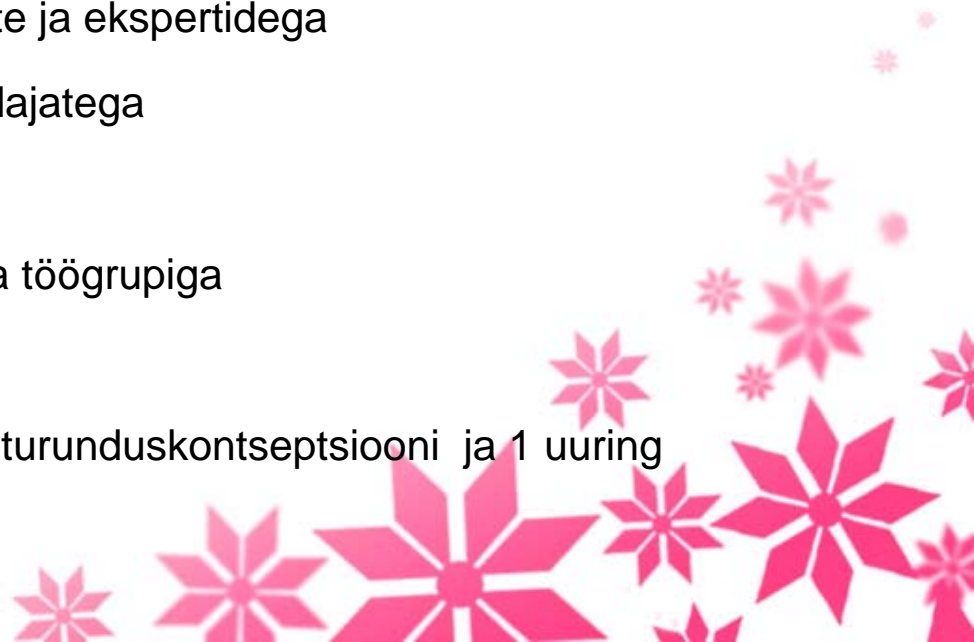 te ja ekspertidega
lajatega
a töögrupiga
turunduskontseptsiooni ja 1 uuring